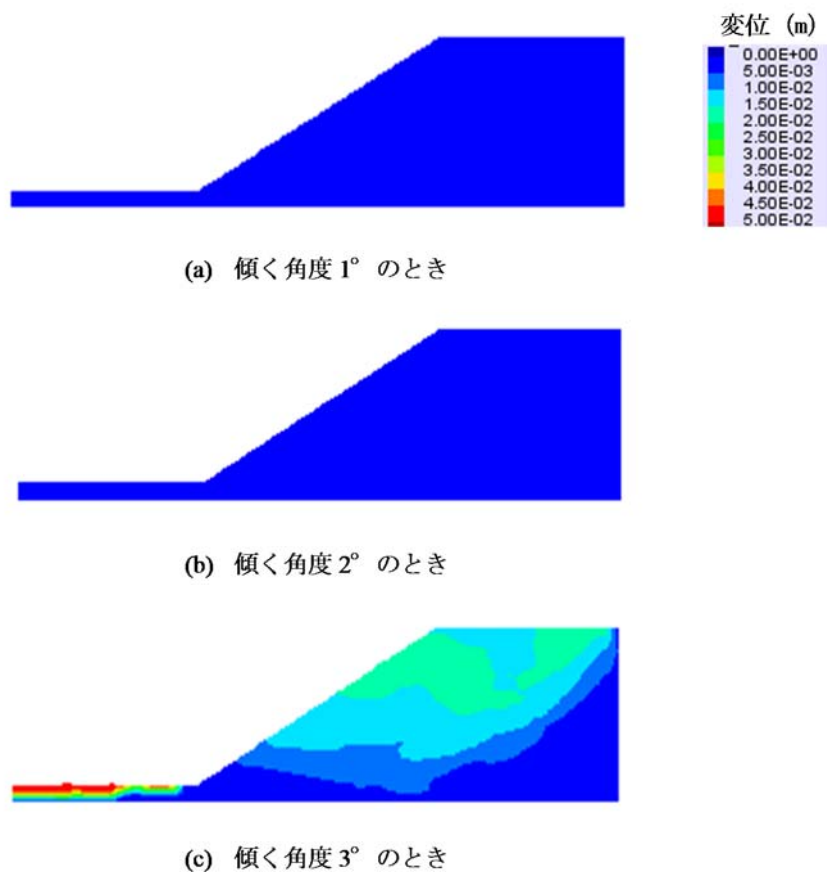 変位 (m)
0.00E+00
5.00E-03
1.00E-02
1.50E-02
2.00E-02
2.50E-02
3.00E-02
3.50E-02
4.00E-02
4.50E-02
5.00E-02
(a) 傾く角度 1° のとき
(b) 傾く角度 2° のとき
(c) 傾く角度 3° のとき